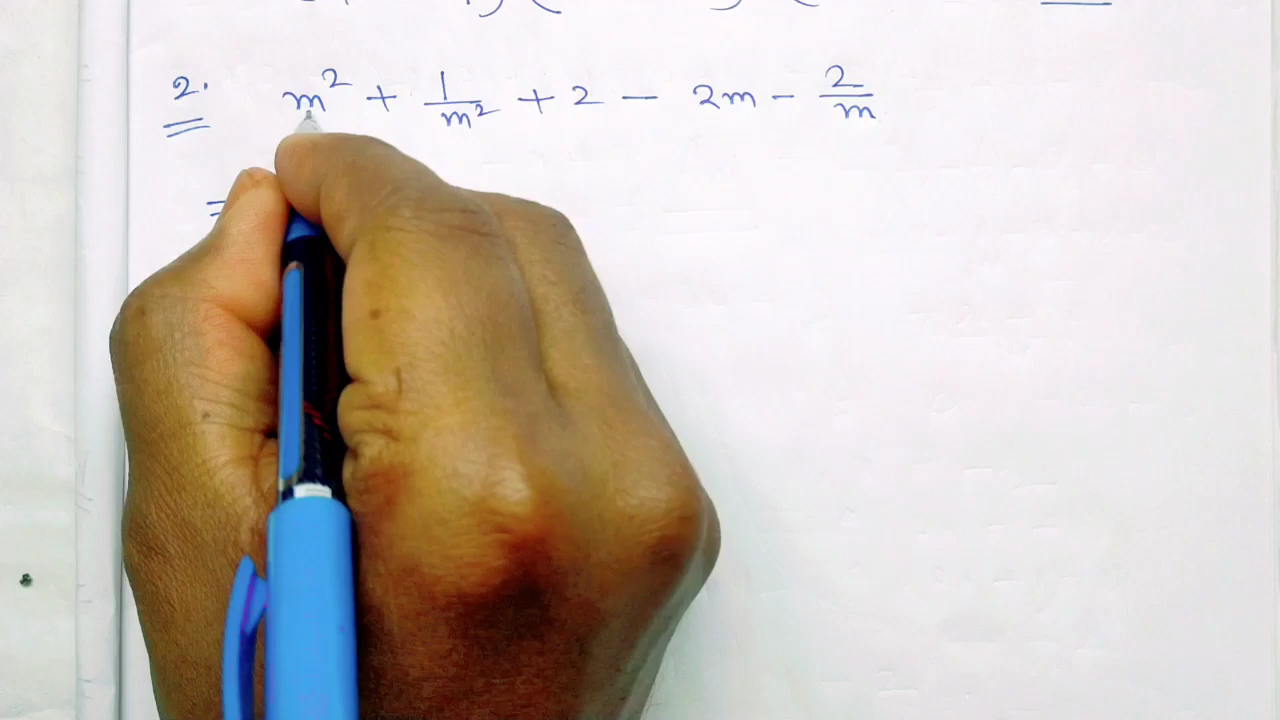 2. m² + 1/m² + 2 - 2m - 2/m
=